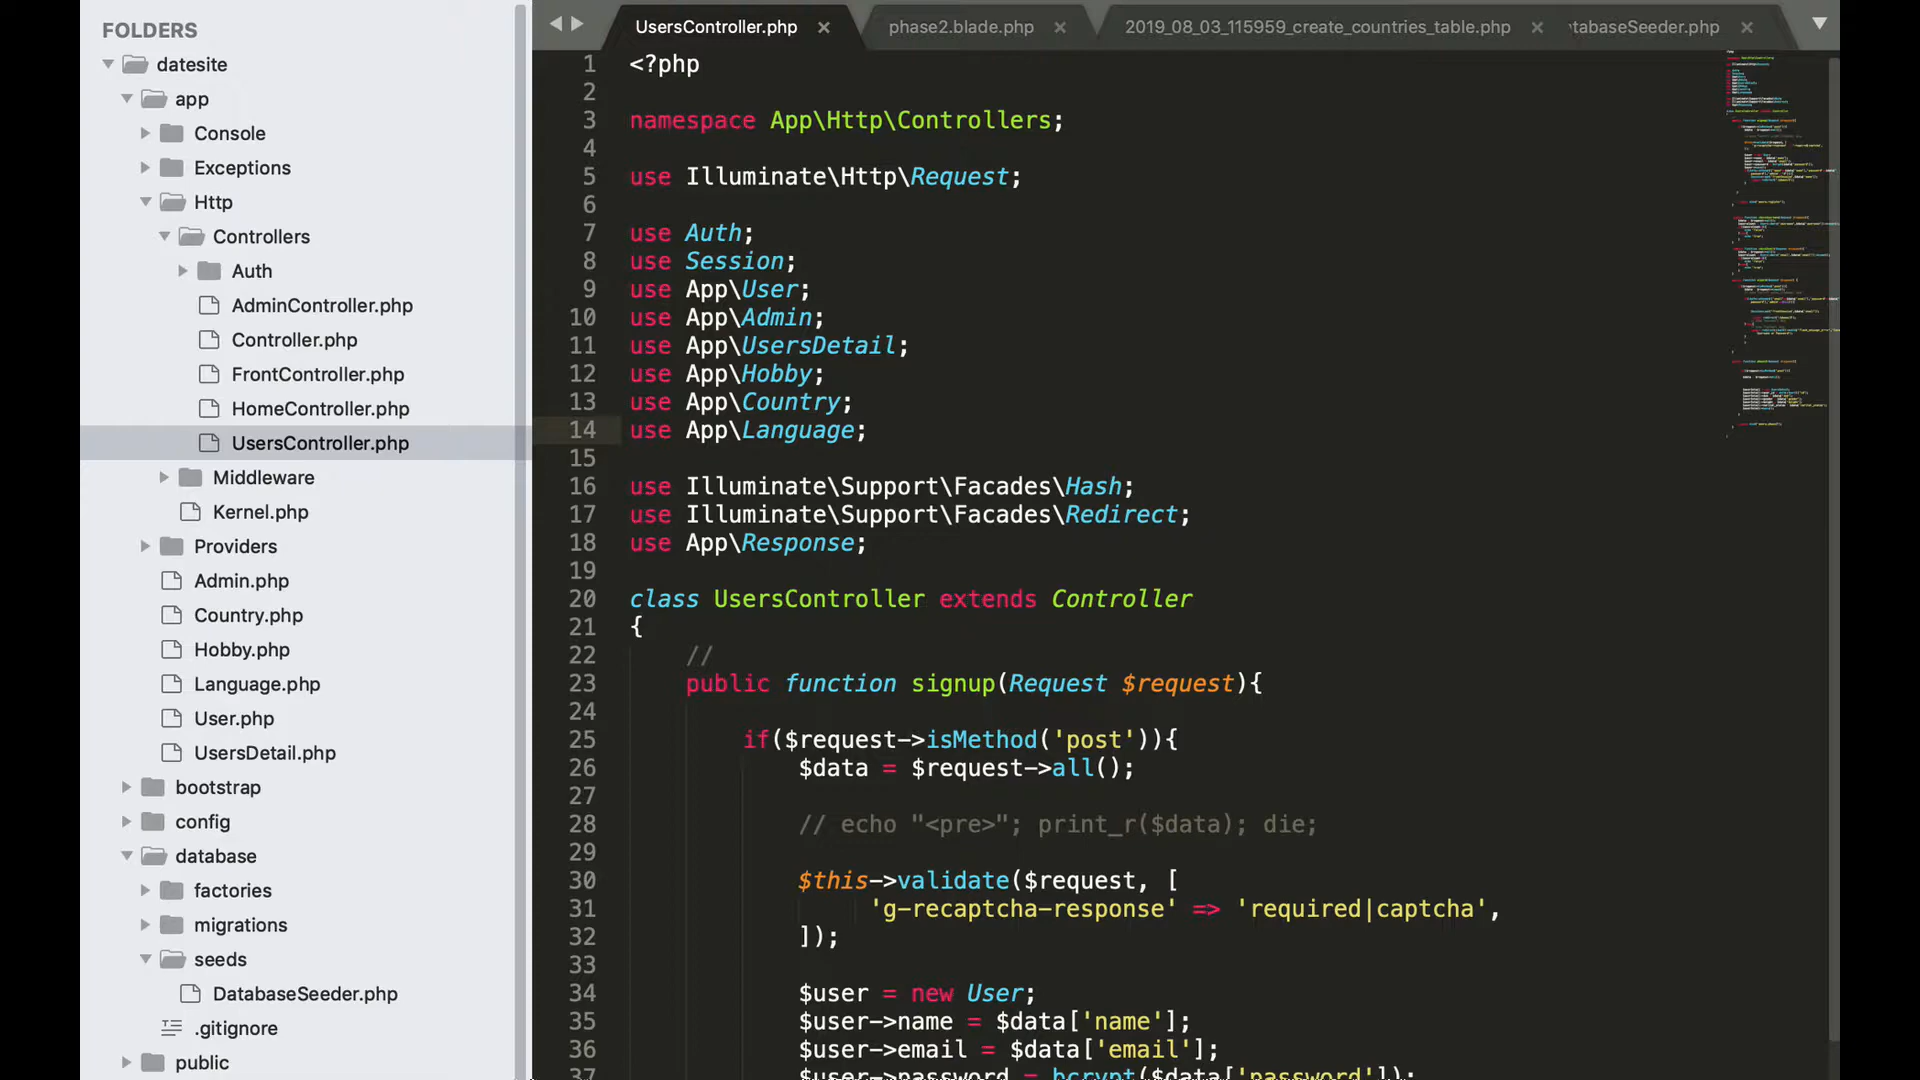 FOLDERS
datesite
app
Console
Exceptions
Http
Controllers
Auth
AdminController.php
Controller.php
FrontController.php
HomeController.php
UsersController.php
Middleware
Kernel.php
Providers
Admin.php
Country.php
Hobby.php
Language.php
User.php
UsersDetail.php
bootstrap
config
database
factories
migrations
seeds
DatabaseSeeder.php
.gitignore
public
UsersController.php × phase2.blade.php × 2019_08_03_115959_create_countries_table.php × tabaseSeeder.php ×
1 <?php
2
3 namespace App\Http\Controllers;
4
5 use Illuminate\Http\Request;
6
7 use Auth;
8 use Session;
9 use App\User;
10 use App\Admin;
11 use App\UsersDetail;
12 use App\Hobby;
13 use App\Country;
14 use App\Language;
15
16 use Illuminate\Support\Facades\Hash;
17 use Illuminate\Support\Facades\Redirect;
18 use App\Response;
19
20 class UsersController extends Controller
21 {
22 //
23 public function signup(Request $request){
24
25 if($request->isMethod('post')){
26 $data = $request->all();
27
28 // echo "<pre>"; print_r($data); die;
29
30 $this->validate($request, [
31 'g-recaptcha-response' => 'required|captcha',
32 ]);
33
34 $user = new User;
35 $user->name = $data['name'];
36 $user->email = $data['email'];
37 $user->password = bcrypt($data['password']);